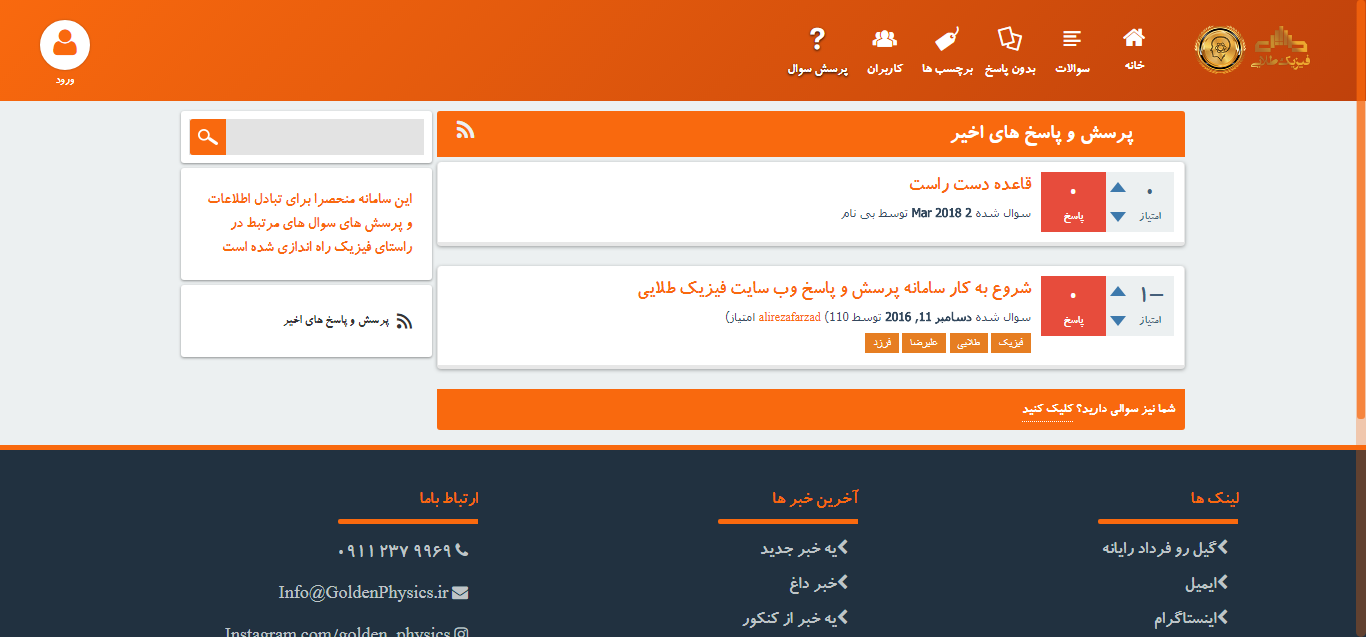 طلایی
فیزیک طلایی
خانه
سوالات
بدون پاسخ
برچسب ها
کاربران
پرسش سوال
ورود
پرسش و پاسخ های اخیر
۰
امتیاز
۰
پاسخ
قاعده دست راست
سوال شده 2 Mar 2018 توسط بی نام
–۱
امتیاز
۰
پاسخ
شروع به کار سامانه پرسش و پاسخ وب سایت فیزیک طلایی
سوال شده دسامبر 11, 2016 توسط alirezafarzad (110 امتیاز)
فیزیک
طلایی
علیرضا
فرزد
شما نیز سوالی دارید؟ کلیک کنید
این سامانه منحصرا برای تبادل اطلاعات
و پرسش های سوال های مرتبط در
راستای فیزیک راه اندازی شده است
پرسش و پاسخ های اخیر
لینک ها
گیل رو فرداد رایانه
ایمیل
اینستاگرام
آخرین خبر ها
یه خبر جدید
خبر داغ
یه خبر از کنکور
ارتباط باما
۰۹۱۱ ۲۳۷ ۹۹۶۹
Info@GoldenPhysics.ir
Instagram.com/golden_physics